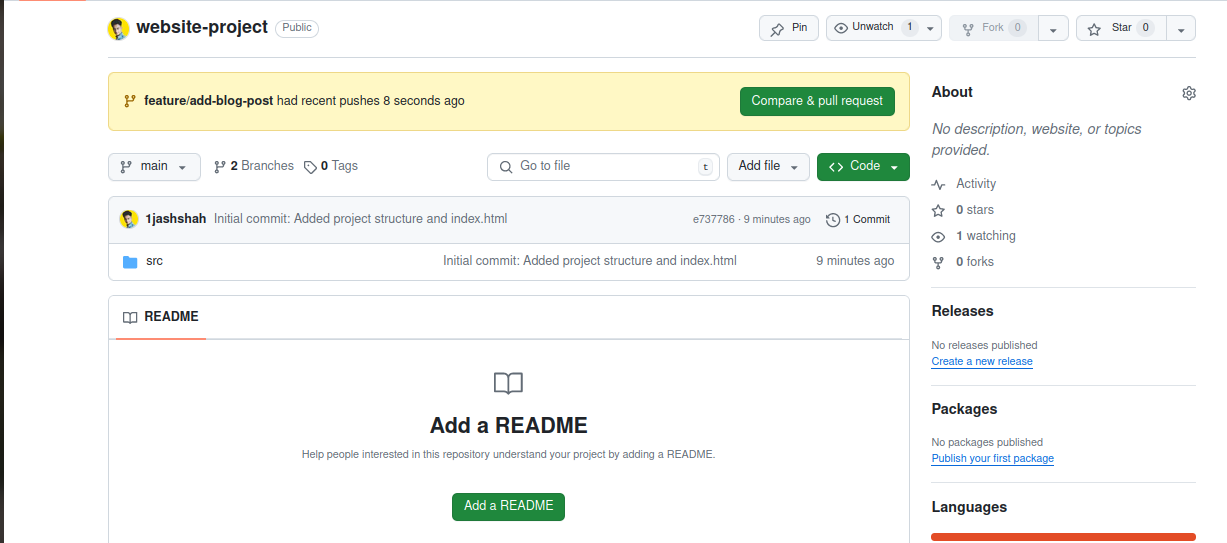 website-project Public Pin Unwatch 1 Fork 0 Star 0
feature/add-blog-post had recent pushes 8 seconds ago Compare & pull request
main 2 Branches 0 Tags Go to file t Add file Code
1jashshah Initial commit: Added project structure and index.html e737786 · 9 minutes ago 1 Commit
src Initial commit: Added project structure and index.html 9 minutes ago
README
Add a README
Help people interested in this repository understand your project by adding a README.
Add a README
About
No description, website, or topics
provided.
Activity
0 stars
1 watching
0 forks
Releases
No releases published
Create a new release
Packages
No packages published
Publish your first package
Languages